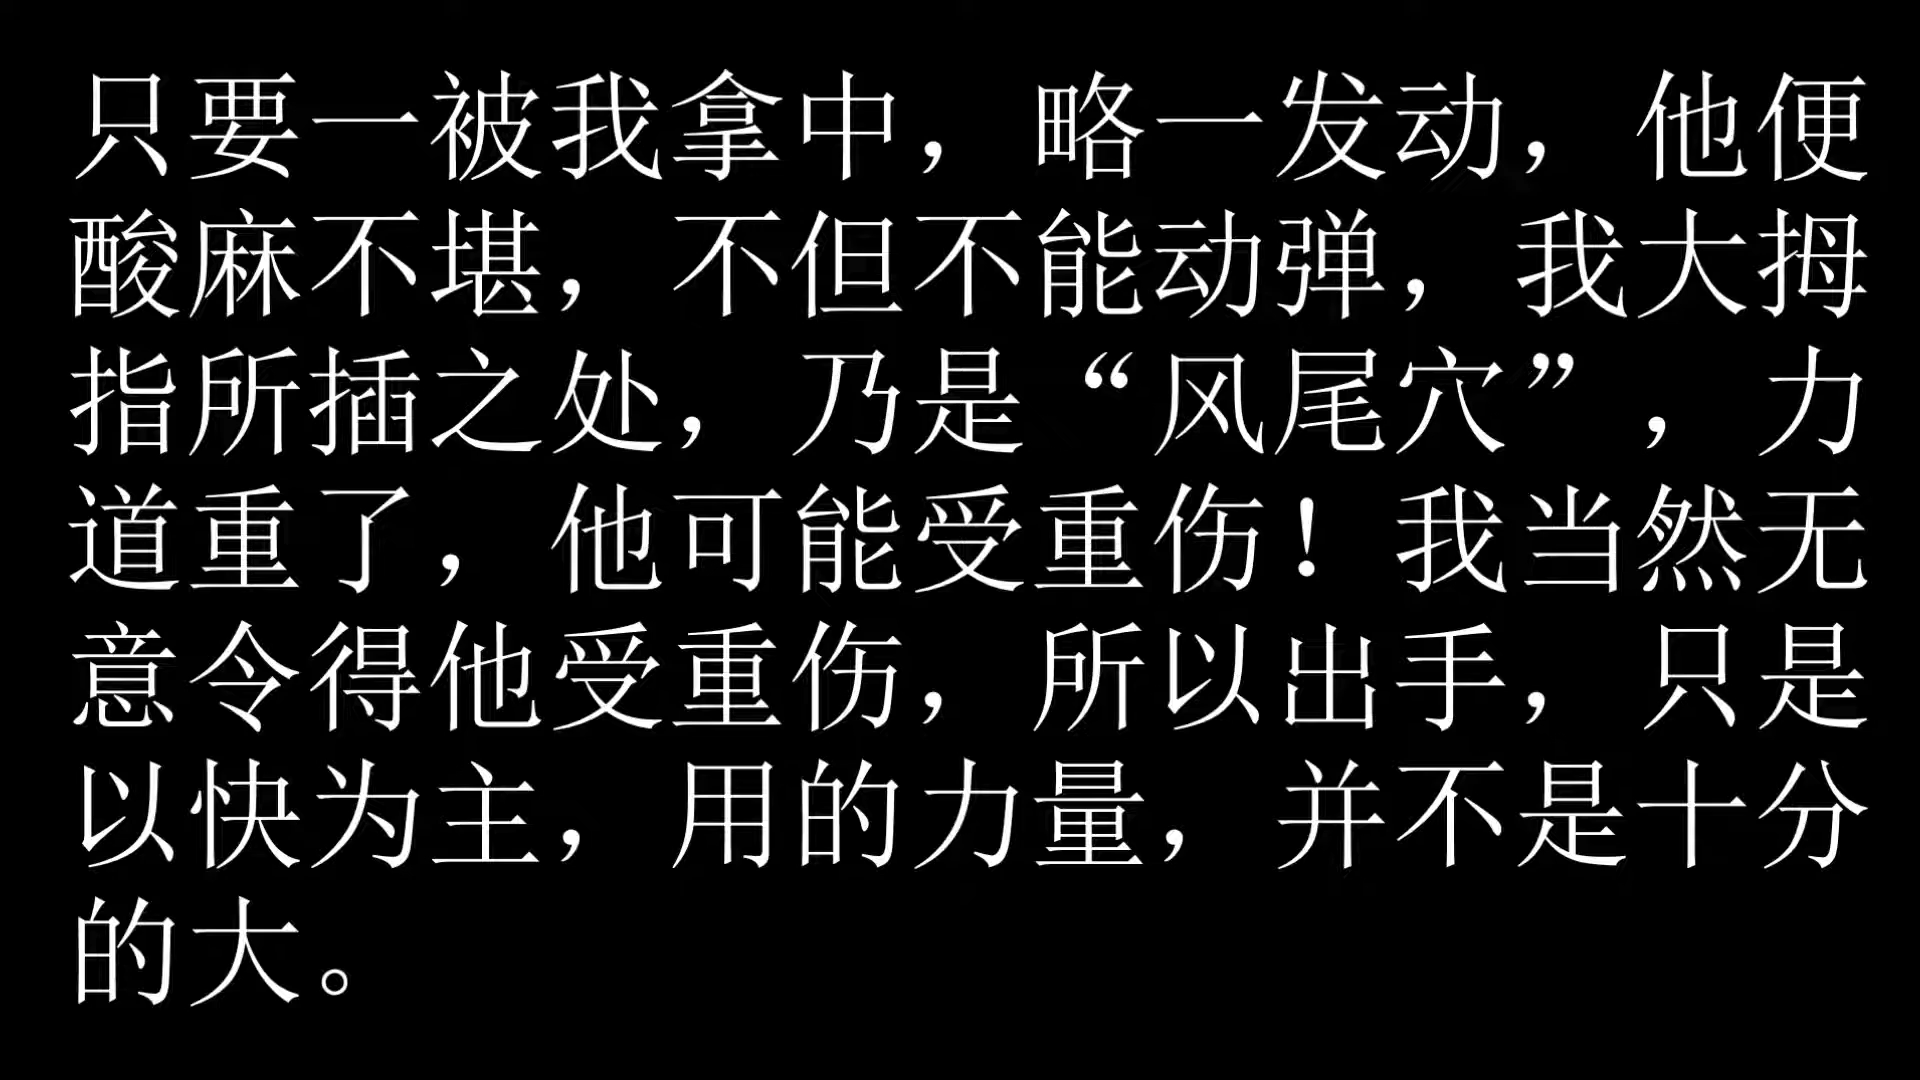 只要一被我拿中，略一发动，他便
酸麻不堪，不但不能动弹，我大拇
指所插之处，乃是“风尾穴”，力
道重了，他可能受重伤！我当然无
意令得他受重伤，所以出手，只是
以快为主，用的力量，并不是十分
的大。